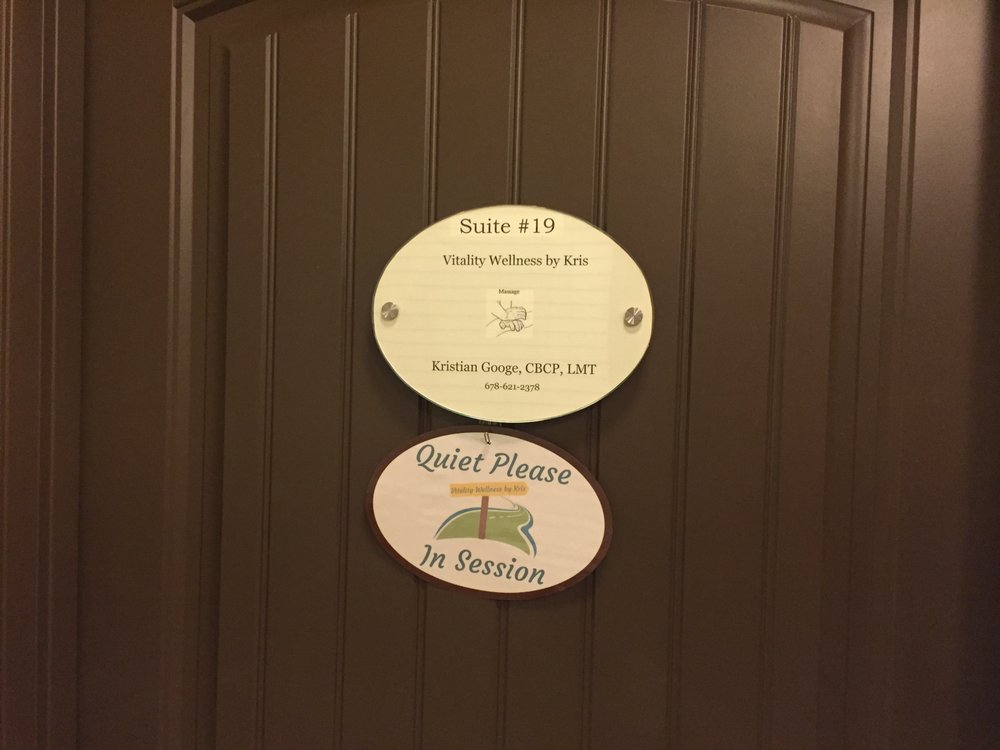 Suite #19
Vitality Wellness by Kris
Massage
Kristian Googe, CBCP, LMT
678-621-2378
Quiet Please
Vitality Wellness by Kris
In Session